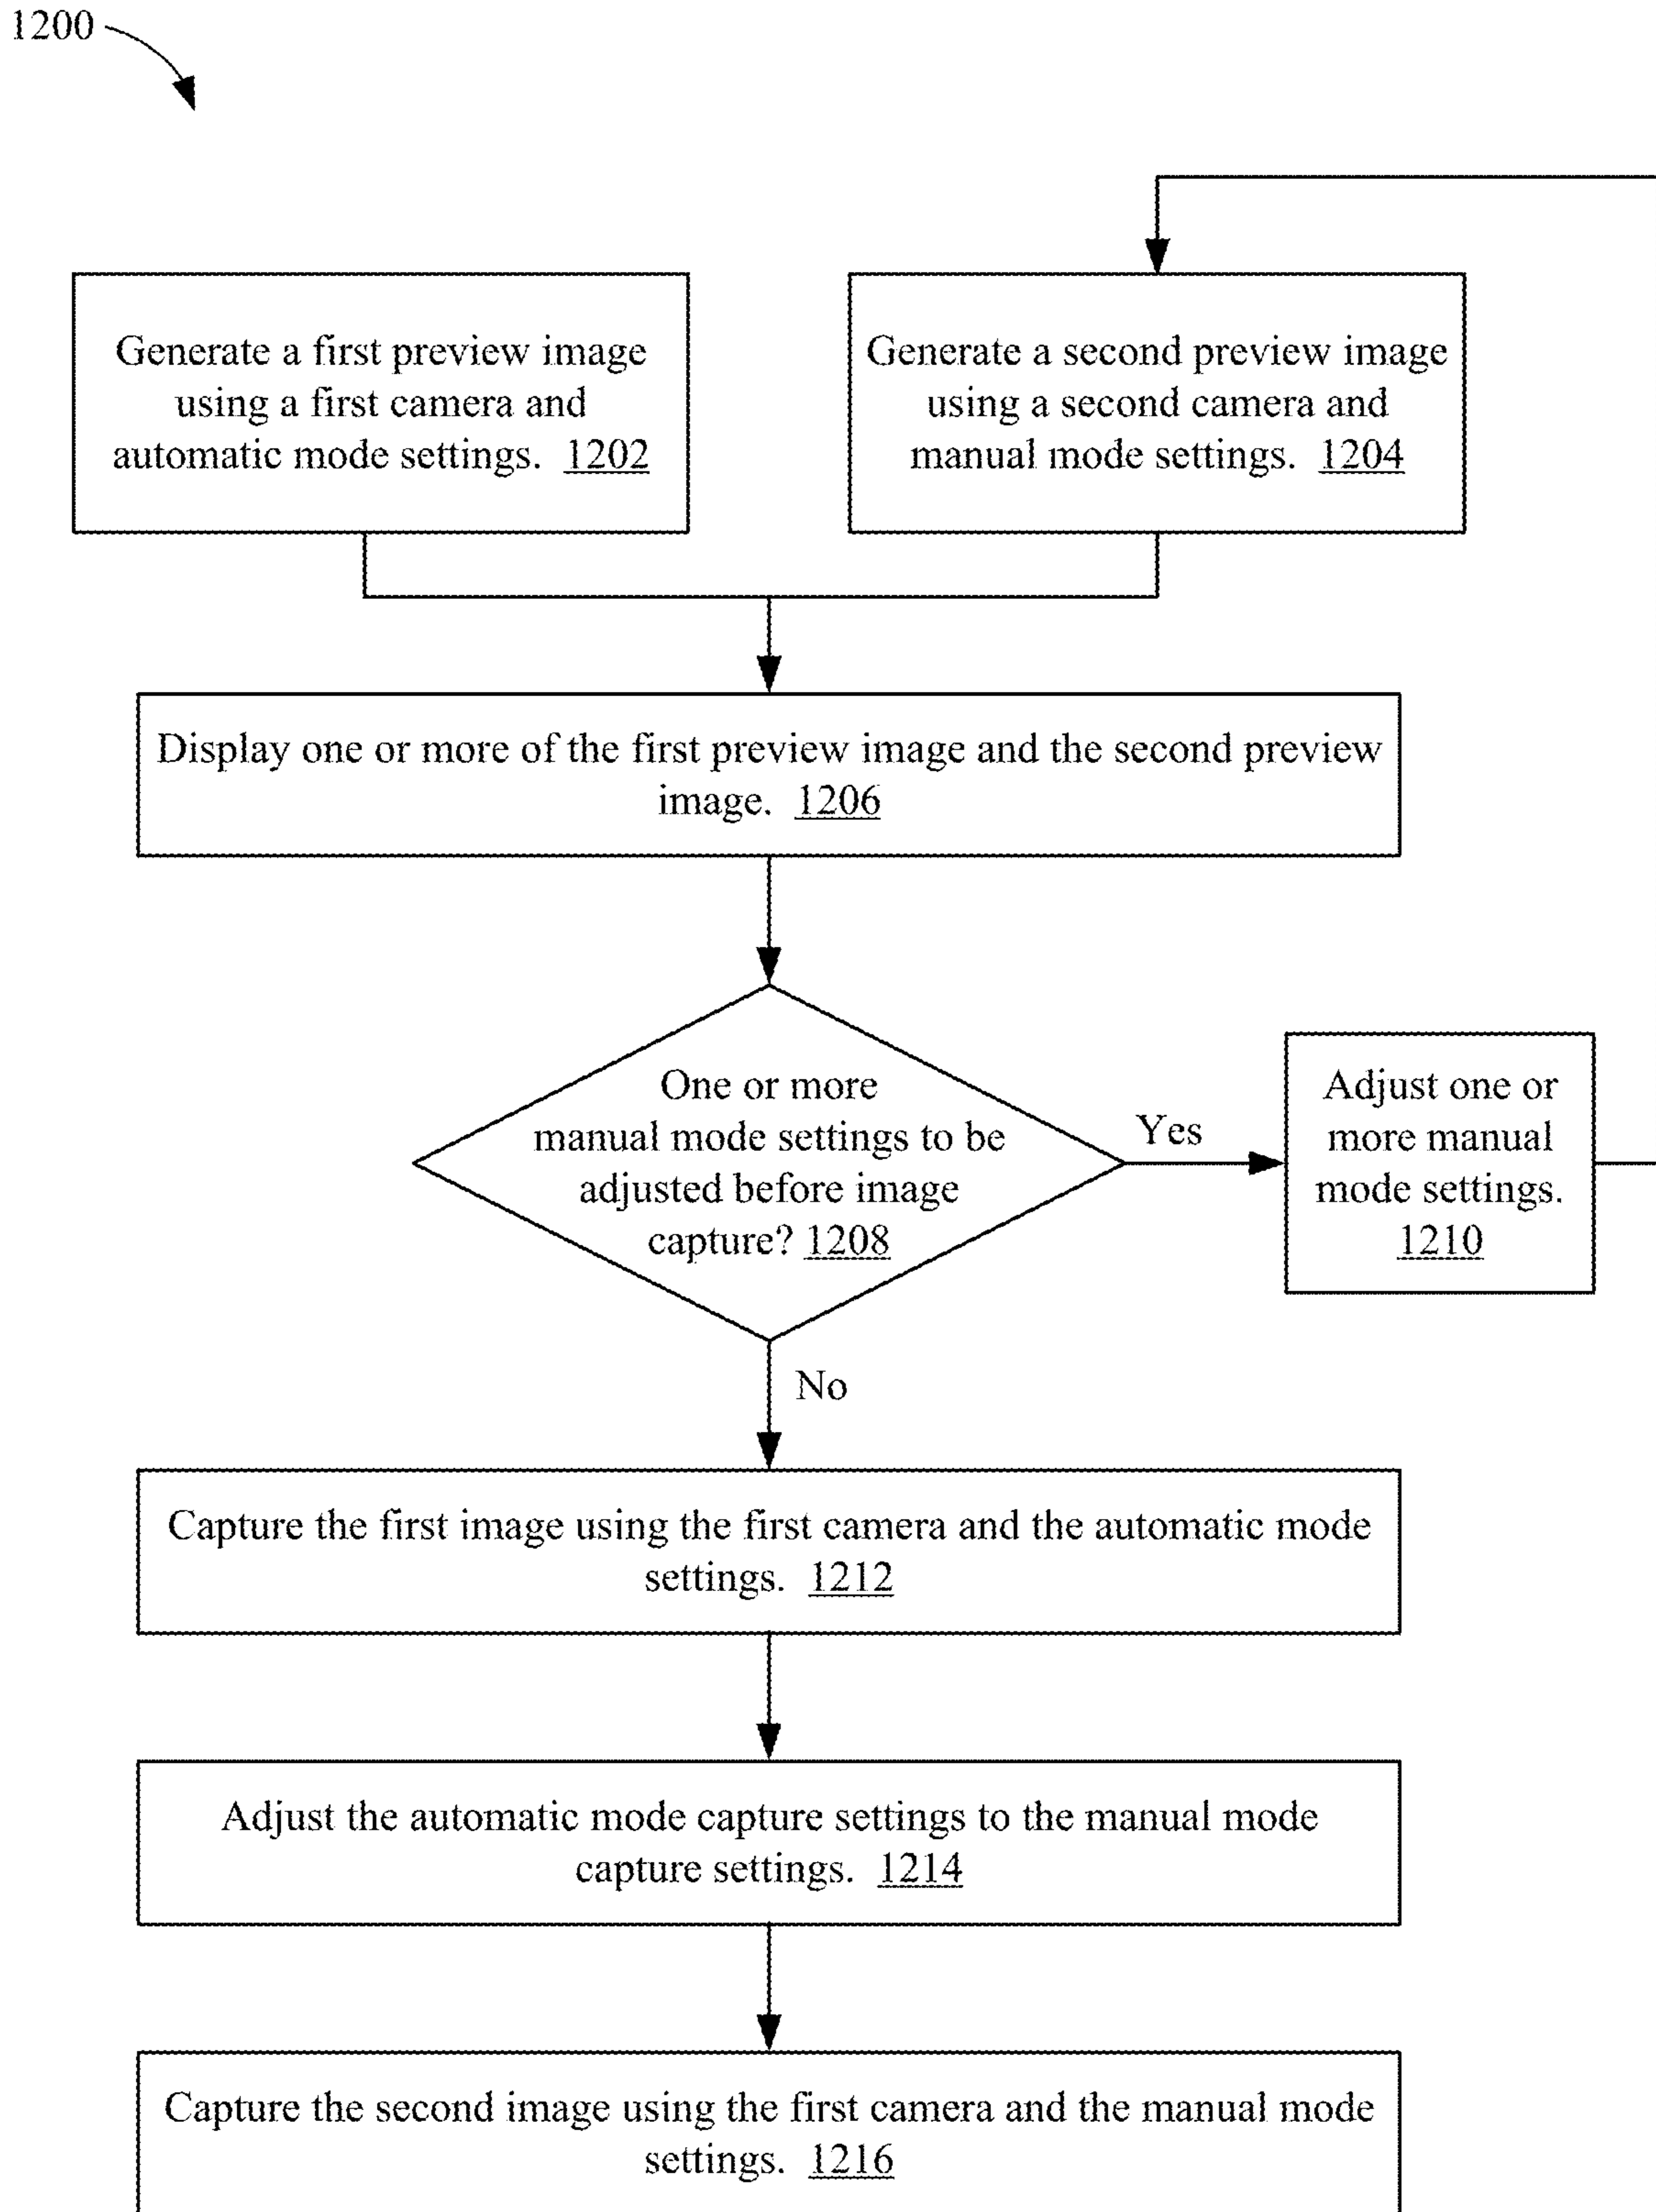 1200
Generate a first preview image
using a first camera and
automatic mode settings. 1202
Generate a second preview image
using a second camera and
manual mode settings. 1204
Display one or more of the first preview image and the second preview
image. 1206
One or more
manual mode settings to be
adjusted before image
capture? 1208
Yes
Adjust one or
more manual
mode settings.
1210
No
Capture the first image using the first camera and the automatic mode
settings. 1212
Adjust the automatic mode capture settings to the manual mode
capture settings. 1214
Capture the second image using the first camera and the manual mode
settings. 1216